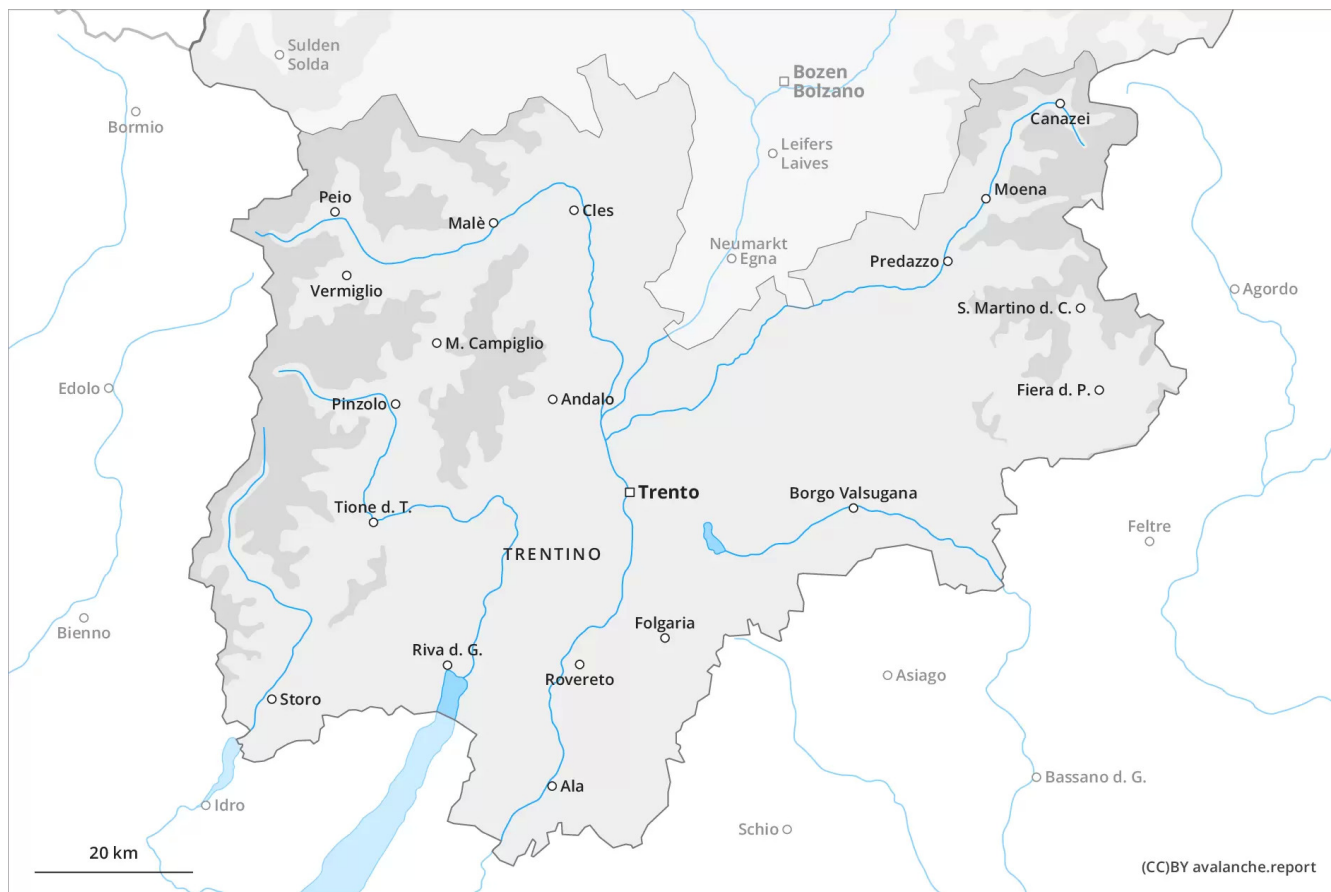 Sulden
Solda
Bozen
Bolzano
Bormio
Canazei
Leifers
Laives
Moena
Peio
Malè
Cles
Neumarkt
Egna
Predazzo
Vermiglio
Agordo
S. Martino d. C.
M. Campiglio
Edolo
Pinzolo
Andalo
Fiera d. P.
Trento
Borgo Valsugana
Tione d. T.
Feltre
TRENTINO
Bienno
Folgaria
Riva d. G.
Rovereto
Asiago
Storo
Ala
Bassano d. G.
Idro
Schio
20 km
(CC)BY avalanche.report